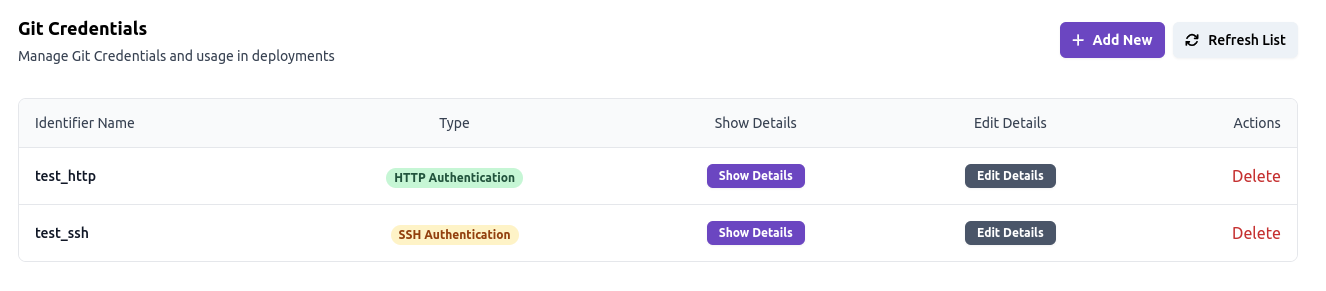 Git Credentials
Manage Git Credentials and usage in deployments
Add New
Refresh List
Identifier Name Type Show Details Edit Details Actions
test_http HTTP Authentication Show Details Edit Details Delete
test_ssh SSH Authentication Show Details Edit Details Delete